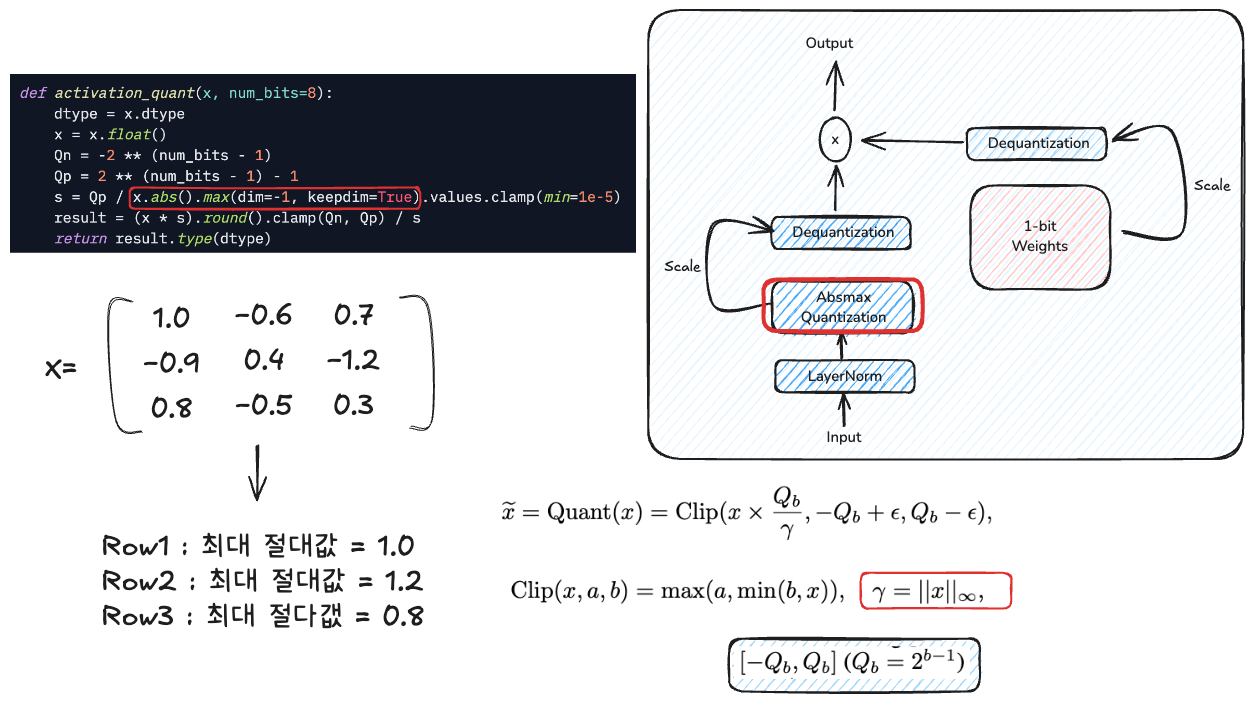 def activation_quant(x, num_bits=8):
    dtype = x.dtype
    x = x.float()
    Qn = -2 ** (num_bits - 1)
    Qp = 2 ** (num_bits - 1) - 1
    s = Qp / x.abs().max(dim=-1, keepdim=True).values.clamp(min=1e-5)
    result = (x * s).round().clamp(Qn, Qp) / s
    return result.type(dtype)
x=
1.0 -0.6 0.7
-0.9 0.4 -1.2
0.8 -0.5 0.3
Row1 : 최대 절대값 = 1.0
Row2 : 최대 절대값 = 1.2
Row3 : 최대 절다갮 = 0.8
Output
x
Dequantization
Scale
1-bit
Weights
Dequantization
Scale
Absmax
Quantization
LayerNorm
Input
x̃ = Quant(x) = Clip(x × Q_b/γ, −Q_b + ϵ, Q_b − ϵ),
Clip(x, a, b) = max(a, min(b, x)), γ = ||x||_∞,
[−Q_b, Q_b] (Q_b = 2^{b−1})